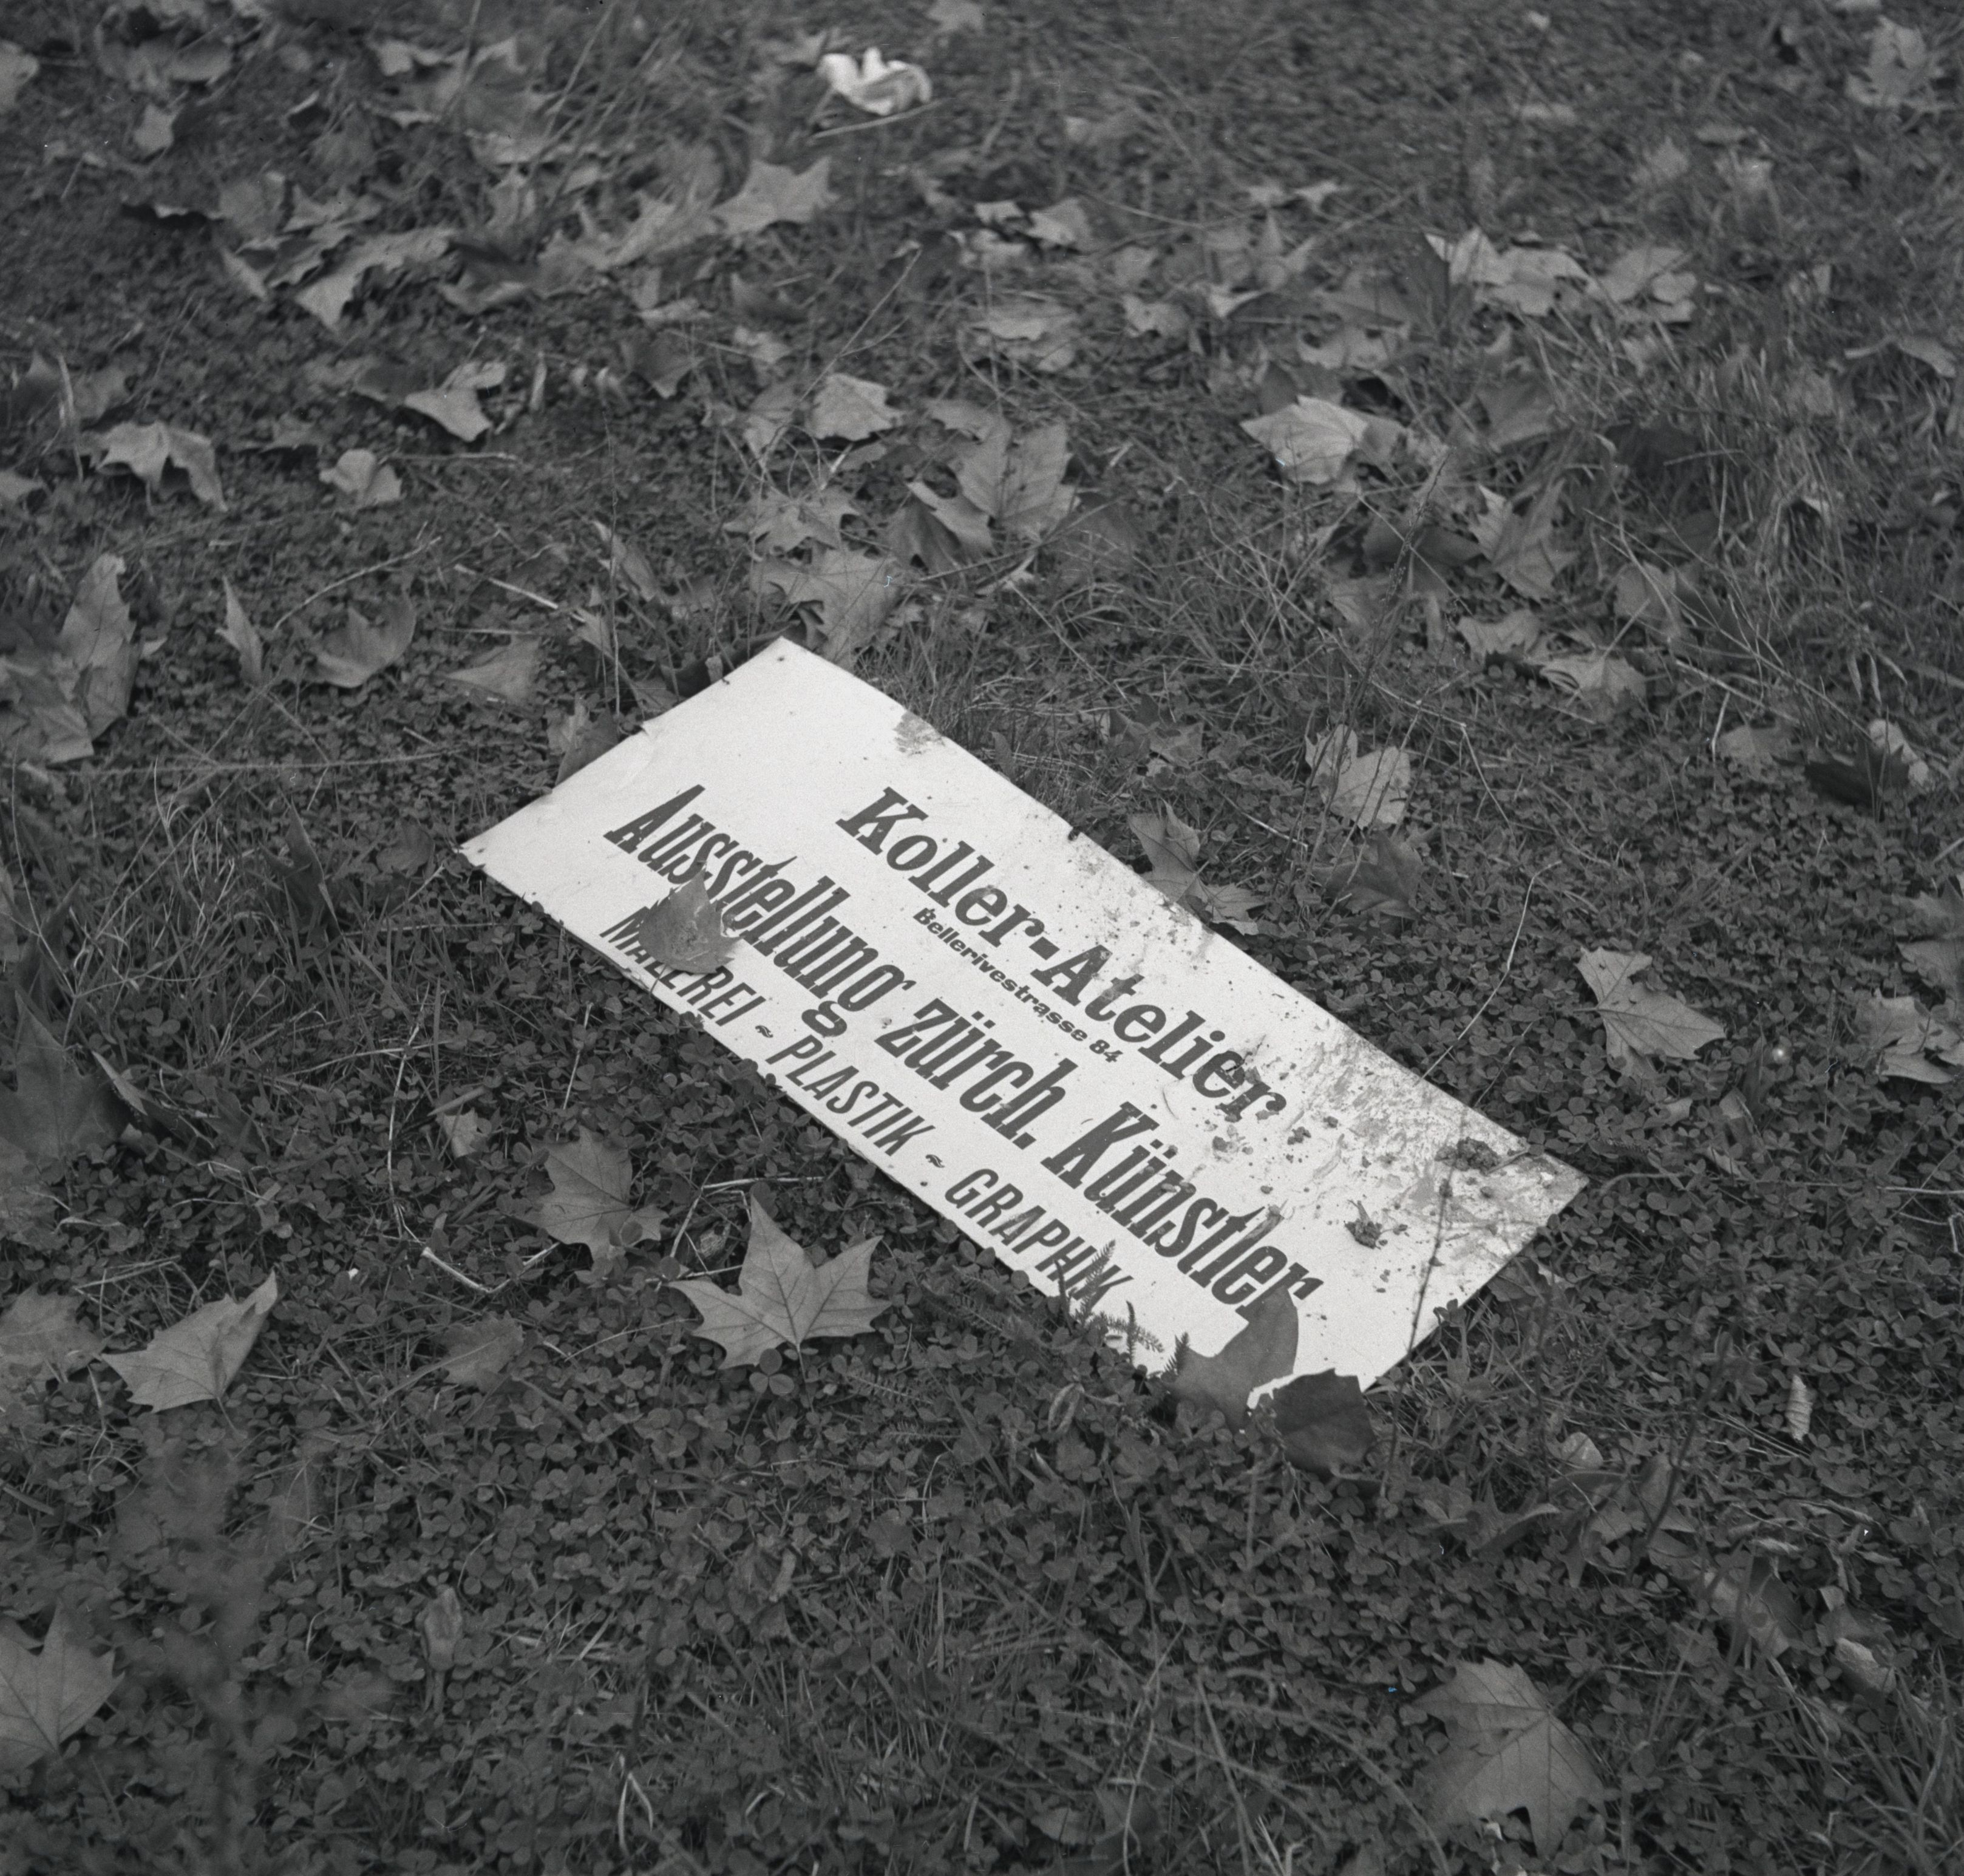 Koller-Atelier
Bellerivestrasse 84
Ausstellung zürch. Künstler
MALEREI ~ PLASTIK ~ GRAPHIK